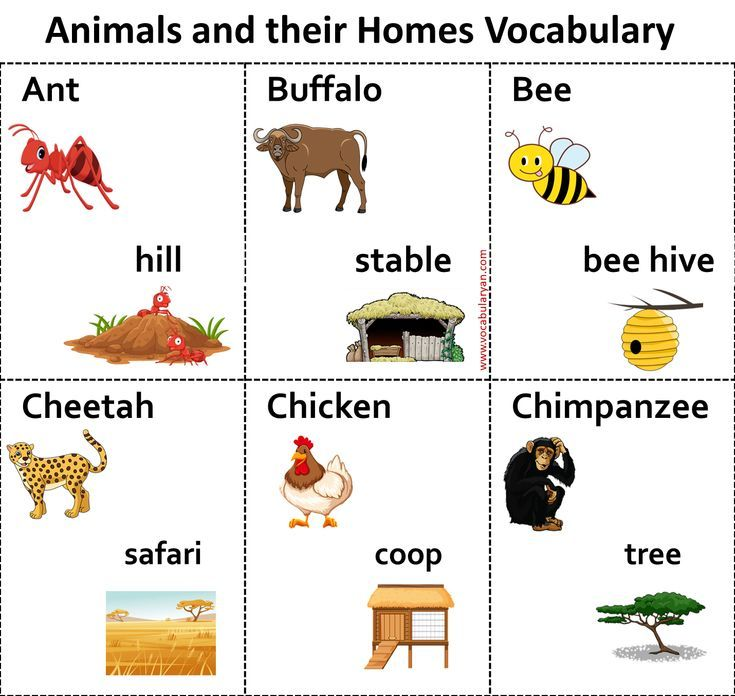 Animals and their Homes Vocabulary
Ant
hill
Buffalo
stable
www.vocabularyan.com
Bee
bee hive
Cheetah
safari
Chicken
coop
Chimpanzee
tree